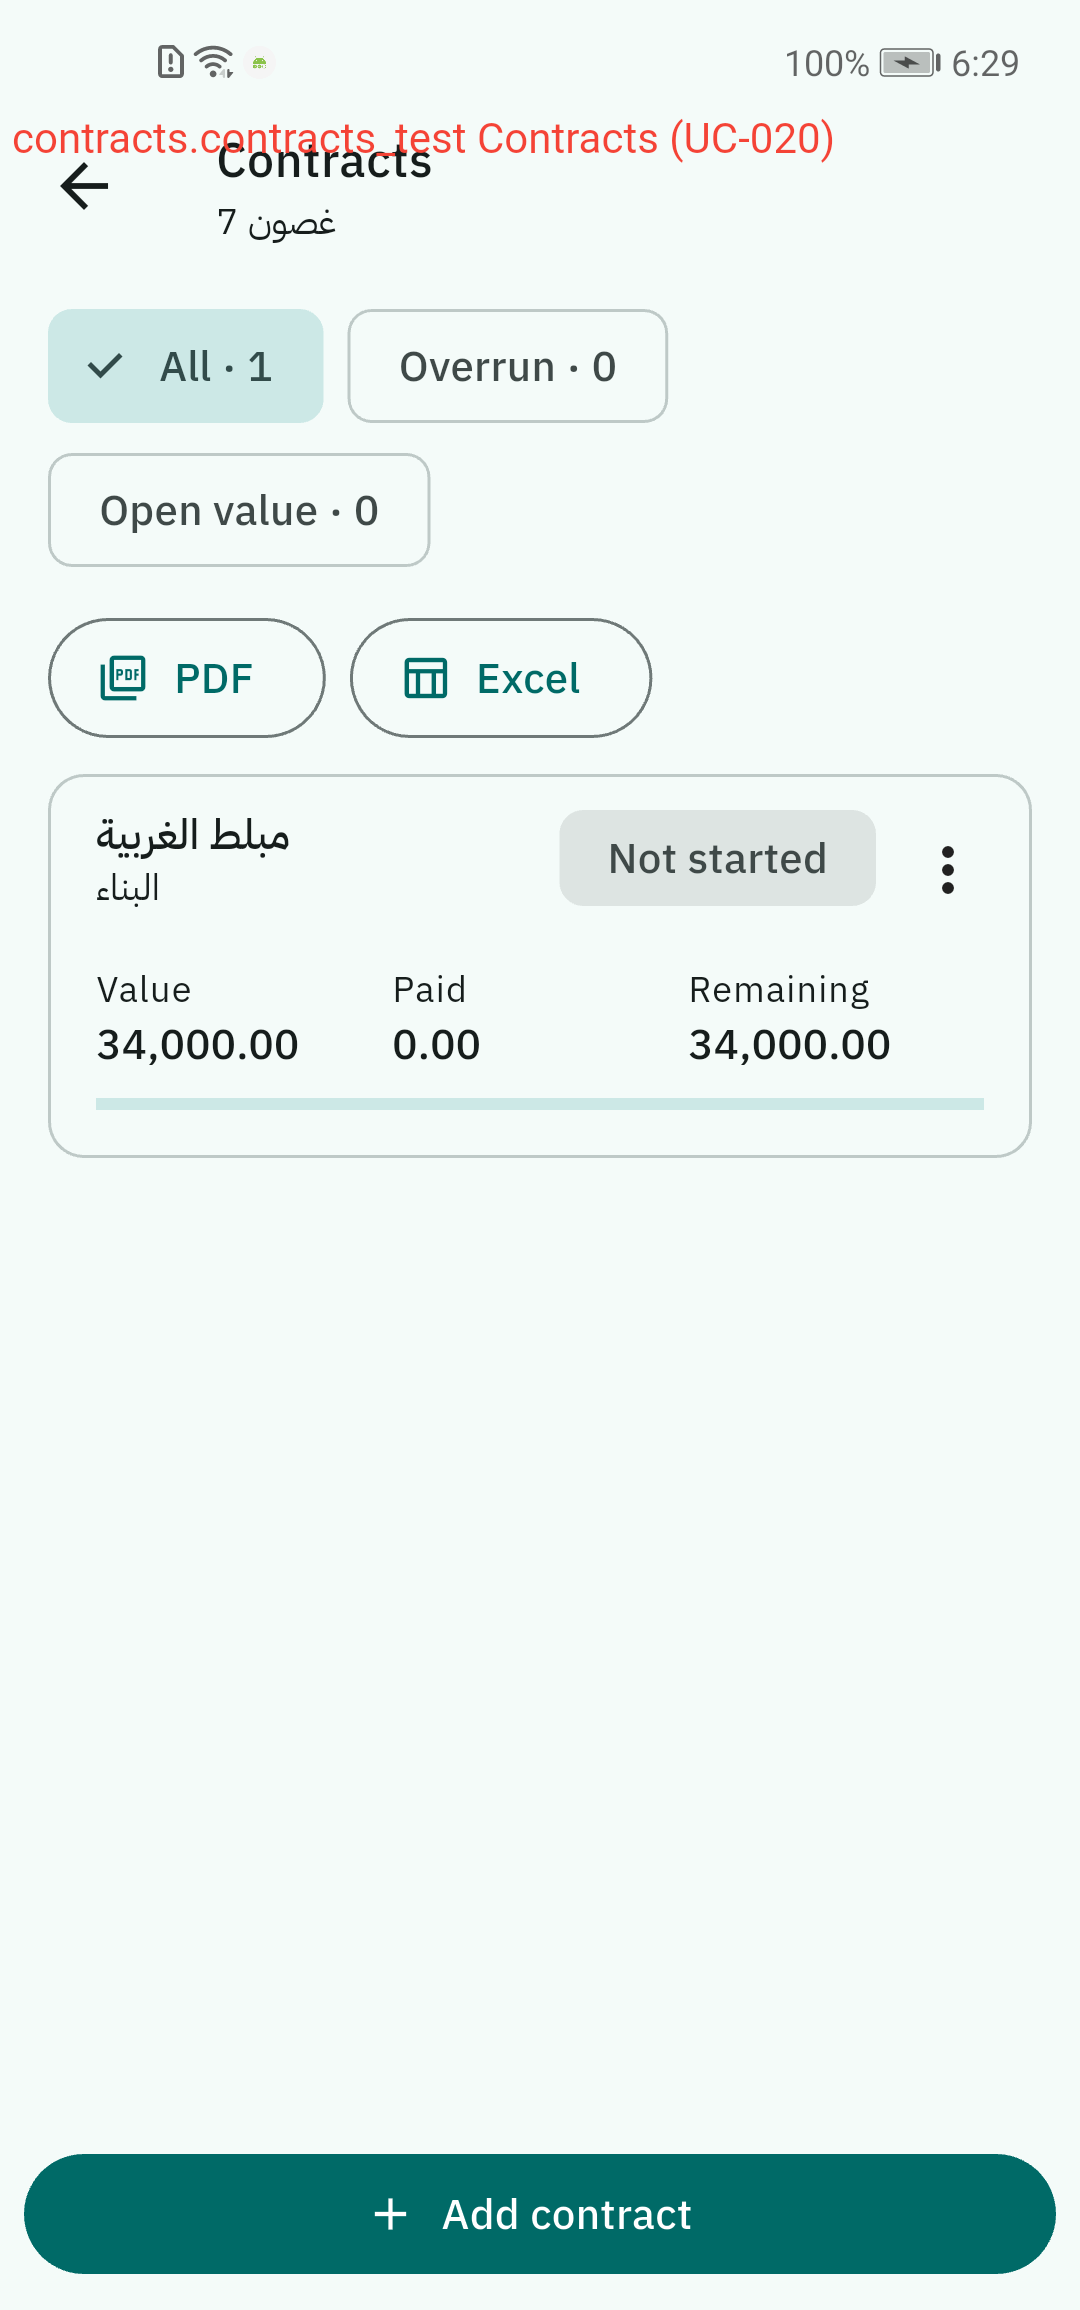 100% 6:29
contracts.contracts_test Contracts (UC-020)
Contracts
غصون 7
All · 1
Overrun · 0
Open value · 0
PDF
Excel
مبلط الغربية
البناء
Not started
Value Paid Remaining
34,000.00 0.00 34,000.00
Add contract